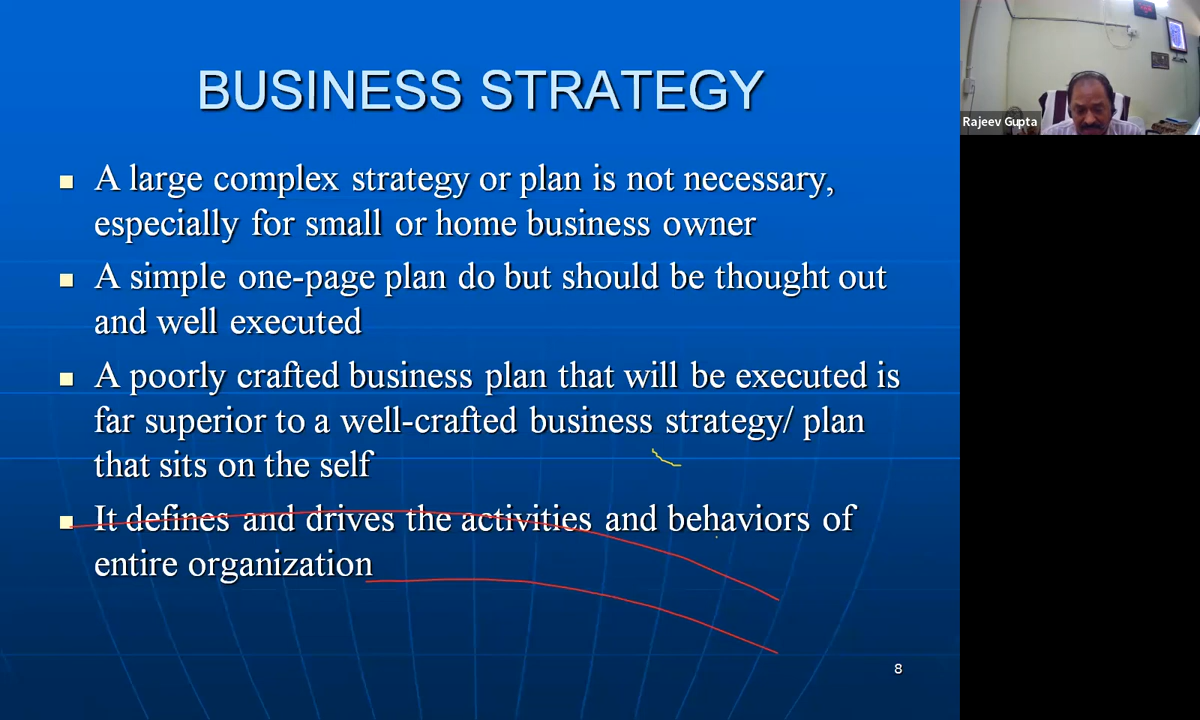 BUSINESS STRATEGY
A large complex strategy or plan is not necessary,
especially for small or home business owner
A simple one-page plan do but should be thought out
and well executed
A poorly crafted business plan that will be executed is
far superior to a well-crafted business strategy/ plan
that sits on the self
It defines and drives the activities and behaviors of
entire organization
8
Rajeev Gupta